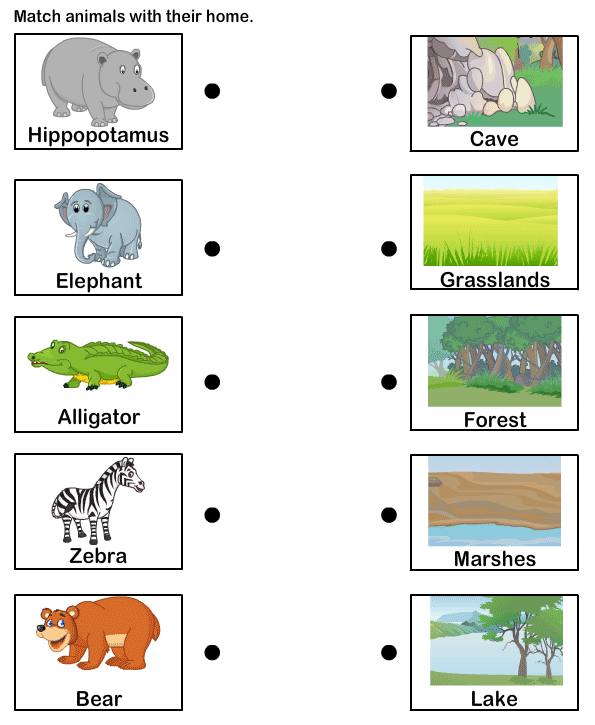 Match animals with their home.
Hippopotamus
Cave
Elephant
Grasslands
Alligator
Forest
Zebra
Marshes
Bear
Lake